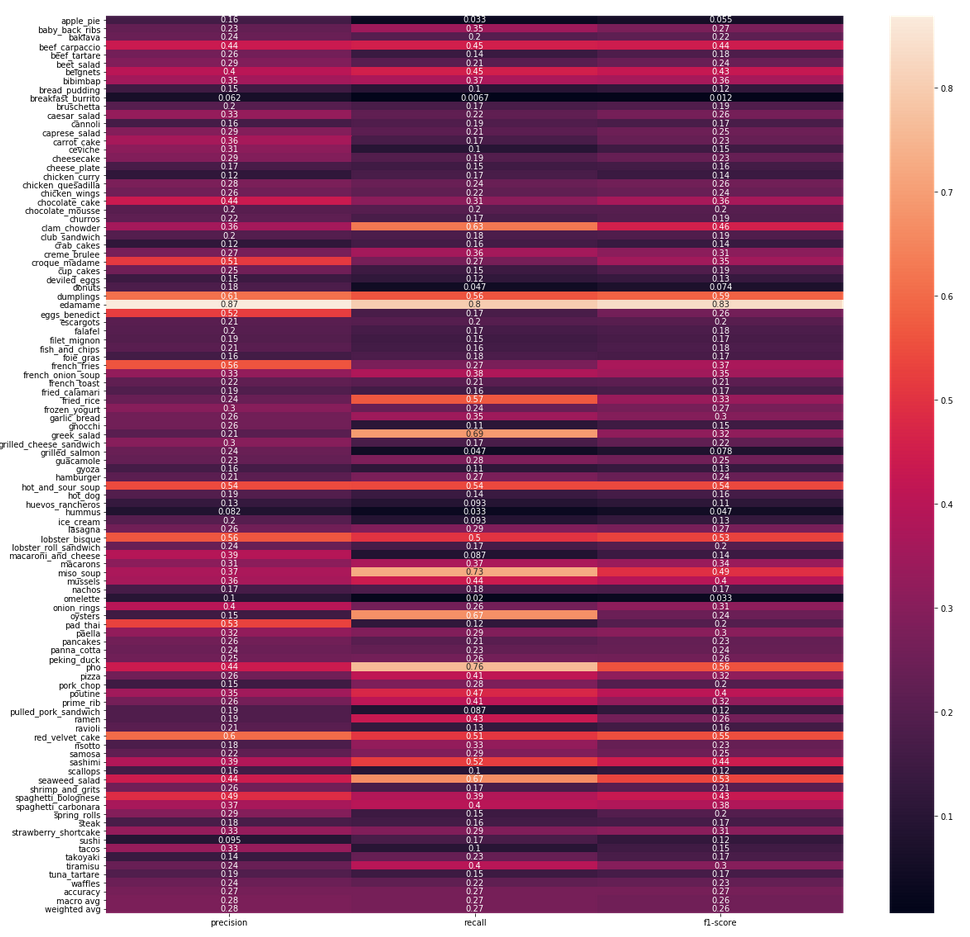 apple_pie 0.16 0.033 0.055
baby_back_ribs 0.23 0.35 0.27
baklava 0.24 0.2 0.22
beef_carpaccio 0.44 0.45 0.44
beef_tartare 0.26 0.14 0.18
beet_salad 0.29 0.21 0.24
beignets 0.4 0.45 0.43
bibimbap 0.35 0.37 0.36
bread_pudding 0.15 0.1 0.12
breakfast_burrito 0.062 0.0067 0.012
bruschetta 0.2 0.17 0.19
caesar_salad 0.33 0.22 0.26
cannoli 0.16 0.19 0.17
caprese_salad 0.29 0.21 0.25
carrot_cake 0.36 0.17 0.23
ceviche 0.31 0.1 0.15
cheesecake 0.29 0.19 0.23
cheese_plate 0.17 0.15 0.16
chicken_curry 0.12 0.17 0.14
chicken_quesadilla 0.28 0.24 0.26
chicken_wings 0.26 0.22 0.24
chocolate_cake 0.44 0.31 0.36
chocolate_mousse 0.2 0.2 0.2
churros 0.22 0.17 0.19
clam_chowder 0.36 0.63 0.46
club_sandwich 0.2 0.18 0.19
crab_cakes 0.12 0.16 0.14
creme_brulee 0.27 0.36 0.31
croque_madame 0.51 0.27 0.35
cup_cakes 0.25 0.15 0.19
deviled_eggs 0.15 0.12 0.13
donuts 0.18 0.047 0.074
dumplings 0.61 0.56 0.59
edamame 0.87 0.8 0.83
eggs_benedict 0.52 0.17 0.26
escargots 0.21 0.2 0.2
falafel 0.2 0.17 0.18
filet_mignon 0.19 0.15 0.17
fish_and_chips 0.21 0.16 0.18
foie_gras 0.16 0.18 0.17
french_fries 0.56 0.27 0.37
french_onion_soup 0.33 0.38 0.35
french_toast 0.22 0.21 0.21
fried_calamari 0.19 0.16 0.17
fried_rice 0.24 0.57 0.33
frozen_yogurt 0.3 0.24 0.27
garlic_bread 0.26 0.35 0.3
gnocchi 0.26 0.11 0.15
greek_salad 0.21 0.69 0.32
grilled_cheese_sandwich 0.3 0.17 0.22
grilled_salmon 0.24 0.047 0.078
guacamole 0.23 0.28 0.25
gyoza 0.16 0.11 0.13
hamburger 0.21 0.27 0.24
hot_and_sour_soup 0.54 0.54 0.54
hot_dog 0.19 0.14 0.16
huevos_rancheros 0.13 0.093 0.11
hummus 0.082 0.033 0.047
ice_cream 0.2 0.093 0.13
lasagna 0.26 0.29 0.27
lobster_bisque 0.56 0.5 0.53
lobster_roll_sandwich 0.24 0.17 0.2
macaroni_and_cheese 0.39 0.087 0.14
macarons 0.31 0.37 0.34
miso_soup 0.37 0.73 0.49
mussels 0.36 0.44 0.4
nachos 0.17 0.18 0.17
omelette 0.1 0.02 0.033
onion_rings 0.4 0.26 0.31
oysters 0.15 0.67 0.24
pad_thai 0.53 0.12 0.2
paella 0.32 0.29 0.3
pancakes 0.26 0.21 0.23
panna_cotta 0.24 0.23 0.24
peking_duck 0.25 0.26 0.26
pho 0.44 0.76 0.56
pizza 0.26 0.41 0.32
pork_chop 0.15 0.28 0.2
poutine 0.35 0.47 0.4
prime_rib 0.26 0.41 0.32
pulled_pork_sandwich 0.19 0.087 0.12
ramen 0.19 0.43 0.26
ravioli 0.21 0.13 0.16
red_velvet_cake 0.6 0.51 0.55
risotto 0.18 0.33 0.23
samosa 0.22 0.29 0.25
sashimi 0.39 0.52 0.44
scallops 0.16 0.1 0.12
seaweed_salad 0.44 0.67 0.53
shrimp_and_grits 0.26 0.17 0.21
spaghetti_bolognese 0.49 0.39 0.43
spaghetti_carbonara 0.37 0.4 0.38
spring_rolls 0.29 0.15 0.2
steak 0.18 0.16 0.17
strawberry_shortcake 0.33 0.29 0.31
sushi 0.095 0.17 0.12
tacos 0.33 0.1 0.15
takoyaki 0.14 0.23 0.17
tiramisu 0.24 0.4 0.3
tuna_tartare 0.19 0.15 0.17
waffles 0.24 0.22 0.23
accuracy 0.27 0.27 0.27
macro avg 0.28 0.27 0.26
weighted avg 0.28 0.27 0.26
precision recall f1-score
0.8
0.7
0.6
0.5
0.4
0.3
0.2
0.1